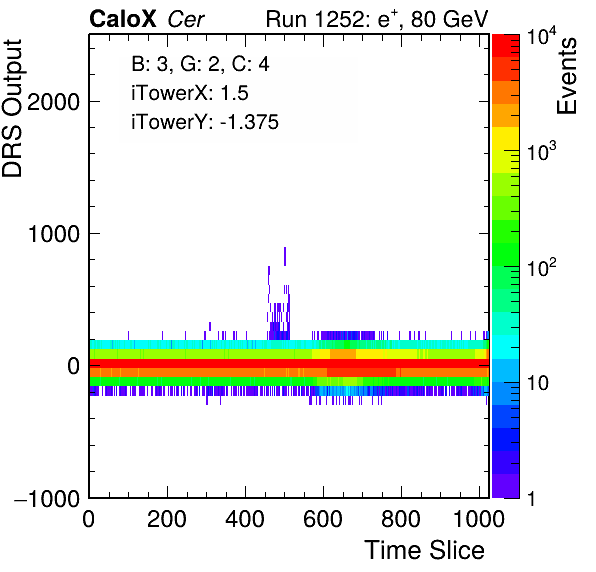 CaloX Cer Run 1252: e⁺, 80 GeV
B: 3, G: 2, C: 4
iTowerX: 1.5
iTowerY: -1.375
DRS Output
2000
1000
0
−1000
0 200 400 600 800 1000
Time Slice
10⁴
10³
10²
10
1
Events